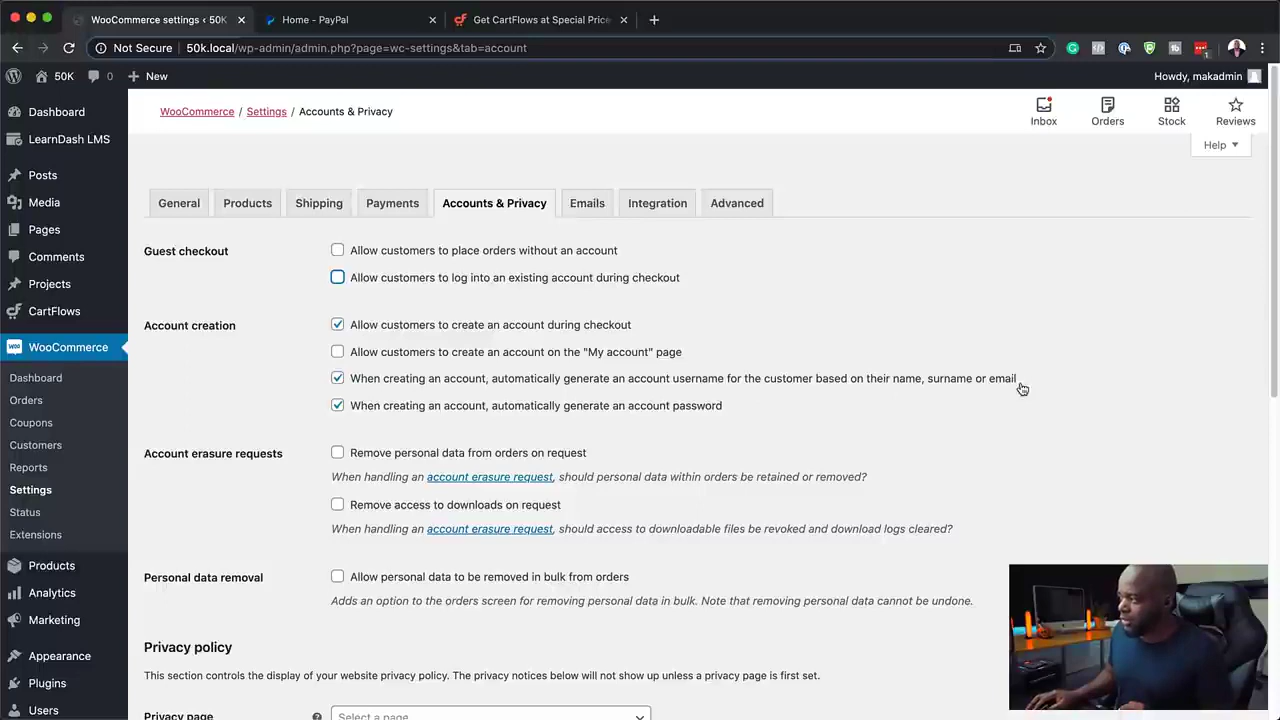 WooCommerce settings ‹ 50K
Home - PayPal
Get CartFlows at Special Price
Not Secure
50k.local/wp-admin/admin.php?page=wc-settings&tab=account
50K
0
New
Howdy, makadmin
Dashboard
LearnDash LMS
Posts
Media
Pages
Comments
Projects
CartFlows
WooCommerce
Dashboard
Orders
Coupons
Customers
Reports
Settings
Status
Extensions
Products
Analytics
Marketing
Appearance
Plugins
Users
WooCommerce / Settings / Accounts & Privacy
Inbox
Orders
Stock
Reviews
Help
General
Products
Shipping
Payments
Accounts & Privacy
Emails
Integration
Advanced
Guest checkout
Allow customers to place orders without an account
Allow customers to log into an existing account during checkout
Account creation
Allow customers to create an account during checkout
Allow customers to create an account on the "My account" page
When creating an account, automatically generate an account username for the customer based on their name, surname or email
When creating an account, automatically generate an account password
Account erasure requests
Remove personal data from orders on request
When handling an account erasure request, should personal data within orders be retained or removed?
Remove access to downloads on request
When handling an account erasure request, should access to downloadable files be revoked and download logs cleared?
Personal data removal
Allow personal data to be removed in bulk from orders
Adds an option to the orders screen for removing personal data in bulk. Note that removing personal data cannot be undone.
Privacy policy
This section controls the display of your website privacy policy. The privacy notices below will not show up unless a privacy page is first set.
Privacy page
Select a page